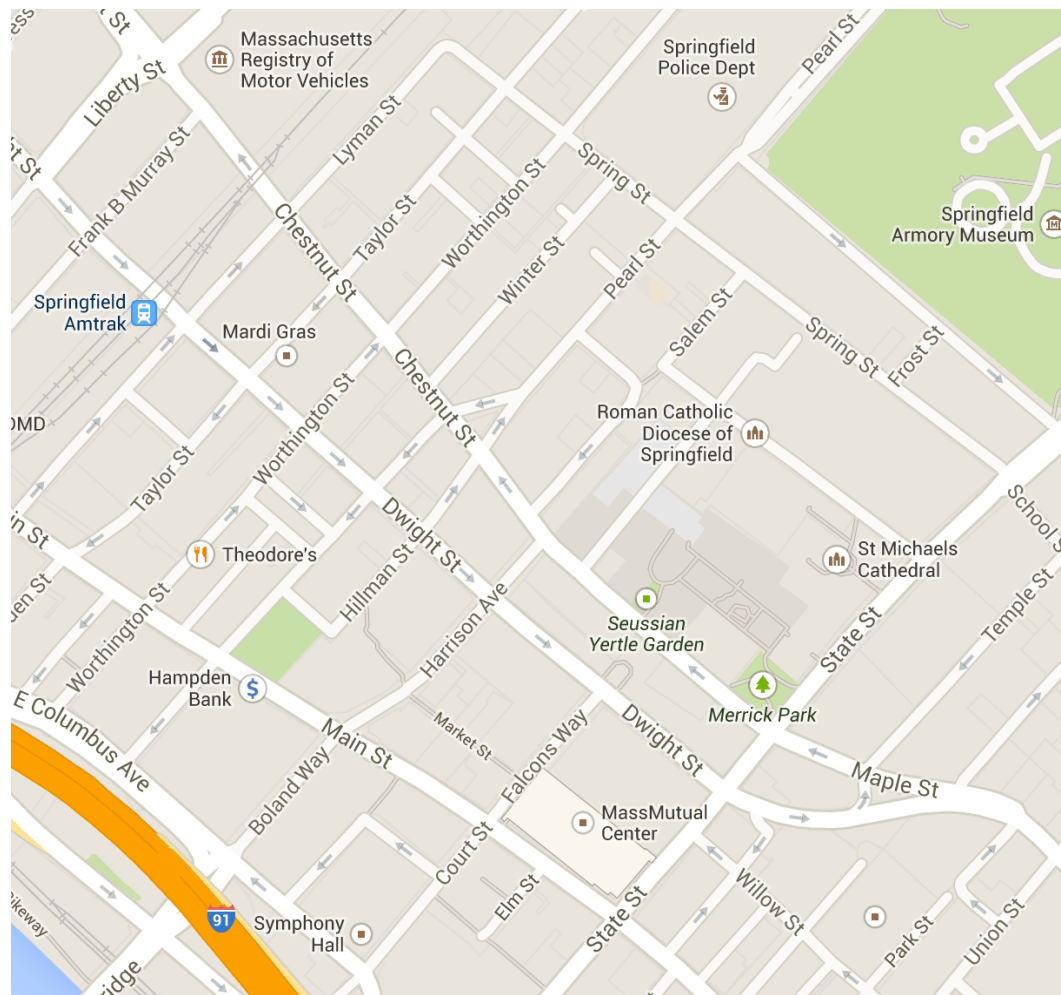 Massachusetts
Registry of
Motor Vehicles
Springfield
Police Dept
Pearl St
Liberty St
Lyman St
Spring St
Frank B Murray St
Chestnut St
Taylor St
Worthington St
Winter St
Pearl St
Springfield
Armory Museum
Springfield
Amtrak
Mardi Gras
Salem St
Spring St
Frost St
Chestnut St
Worthington St
Roman Catholic
Diocese of
Springfield
Taylor St
Dwight St
School S
Theodore's
Hillman St
St Michaels
Cathedral
Temple St
Worthington St
Harrison Ave
Seussian
Yertle Garden
State St
Hampden
Bank
Merrick Park
E Columbus Ave
Main St
Market St
Falcons Way
Dwight St
Maple St
Boland Way
MassMutual
Center
Court St
Elm St
Willow St
91
Symphony
Hall
State St
Park St
Union St